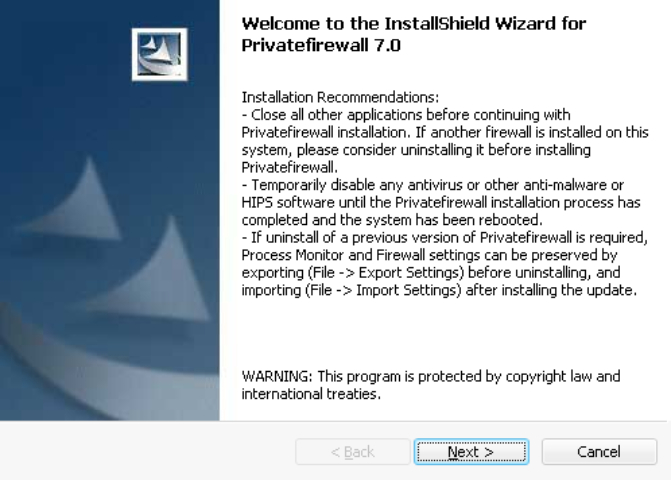 Welcome to the InstallShield Wizard for
Privatefirewall 7.0
Installation Recommendations:
- Close all other applications before continuing with
Privatefirewall installation. If another firewall is installed on this
system, please consider uninstalling it before installing
Privatefirewall.
- Temporarily disable any antivirus or other anti-malware or
HIPS software until the Privatefirewall installation process has
completed and the system has been rebooted.
- If uninstall of a previous version of Privatefirewall is required,
Process Monitor and Firewall settings can be preserved by
exporting (File -> Export Settings) before uninstalling, and
importing (File -> Import Settings) after installing the update.
WARNING: This program is protected by copyright law and
international treaties.
< Back Next > Cancel